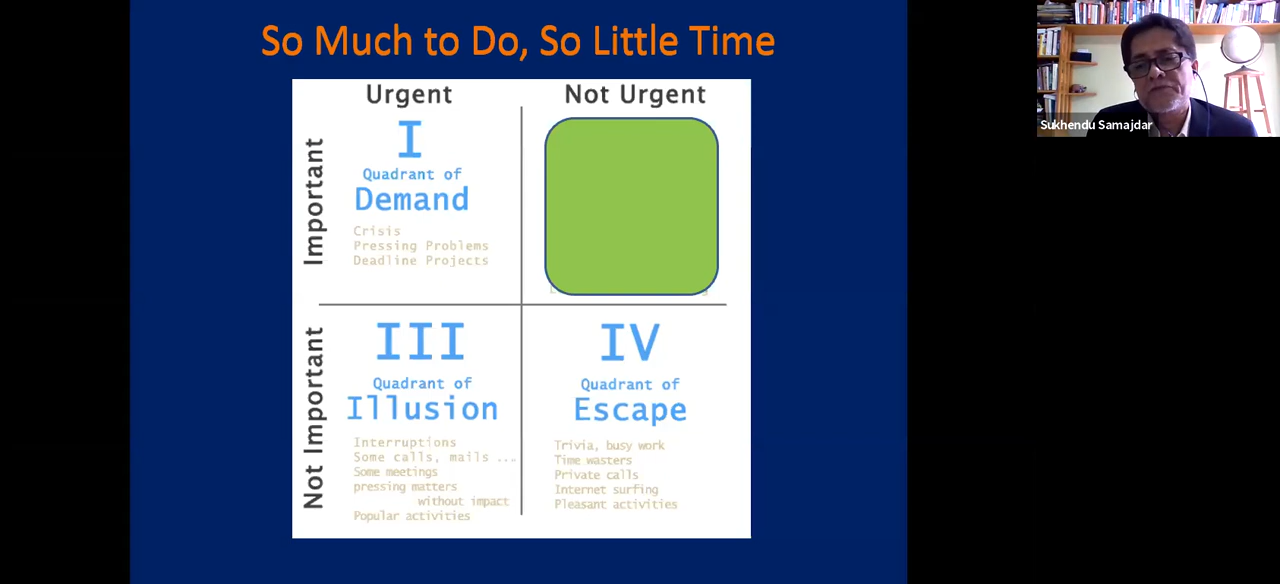 So Much to Do, So Little Time
Urgent
Not Urgent
Important
I
Quadrant of
Demand
Crisis
Pressing Problems
Deadline Projects
Not Important
III
Quadrant of
Illusion
Interruptions
Some calls, mails ...
Some meetings
pressing matters
without impact
Popular activities
IV
Quadrant of
Escape
Trivia, busy work
Time wasters
Private calls
Internet surfing
Pleasant activities
Sukhendu Samajdar